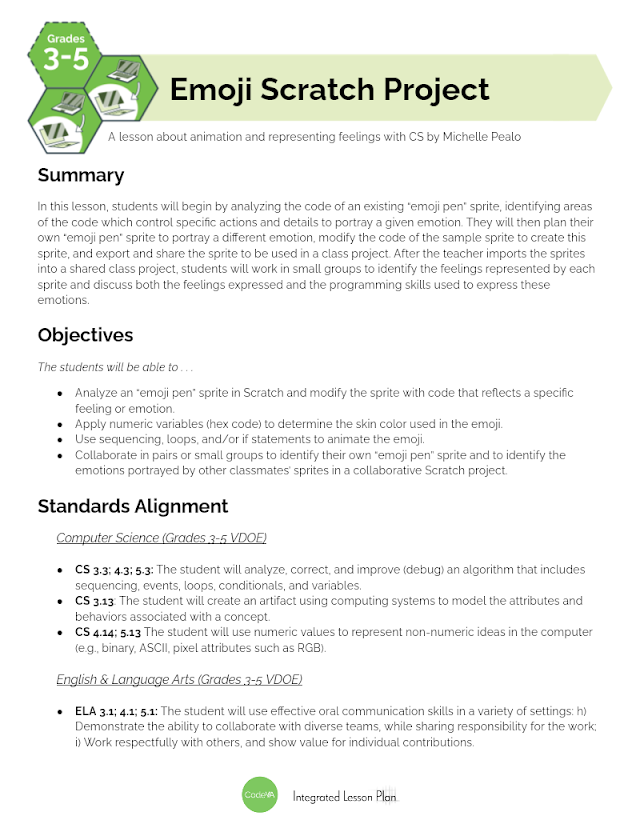 Grades
3-5
Emoji Scratch Project
A lesson about animation and representing feelings with CS by Michelle Pealo
Summary
In this lesson, students will begin by analyzing the code of an existing “emoji pen” sprite, identifying areas
of the code which control specific actions and details to portray a given emotion. They will then plan their
own “emoji pen” sprite to portray a different emotion, modify the code of the sample sprite to create this
sprite, and export and share the sprite to be used in a class project. After the teacher imports the sprites
into a shared class project, students will work in small groups to identify the feelings represented by each
sprite and discuss both the feelings expressed and the programming skills used to express these
emotions.
Objectives
The students will be able to . . .
● Analyze an “emoji pen” sprite in Scratch and modify the sprite with code that reflects a specific
feeling or emotion.
● Apply numeric variables (hex code) to determine the skin color used in the emoji.
● Use sequencing, loops, and/or if statements to animate the emoji.
● Collaborate in pairs or small groups to identify their own “emoji pen” sprite and to identify the
emotions portrayed by other classmates’ sprites in a collaborative Scratch project.
Standards Alignment
Computer Science (Grades 3-5 VDOE)
● CS 3.3; 4.3; 5.3: The student will analyze, correct, and improve (debug) an algorithm that includes
sequencing, events, loops, conditionals, and variables.
● CS 3.13: The student will create an artifact using computing systems to model the attributes and
behaviors associated with a concept.
● CS 4.14; 5.13 The student will use numeric values to represent non-numeric ideas in the computer
(e.g., binary, ASCII, pixel attributes such as RGB).
English & Language Arts (Grades 3-5 VDOE)
● ELA 3.1; 4.1; 5.1: The student will use effective oral communication skills in a variety of settings: h)
Demonstrate the ability to collaborate with diverse teams, while sharing responsibility for the work;
i) Work respectfully with others, and show value for individual contributions.
CodeVA Integrated Lesson Plan